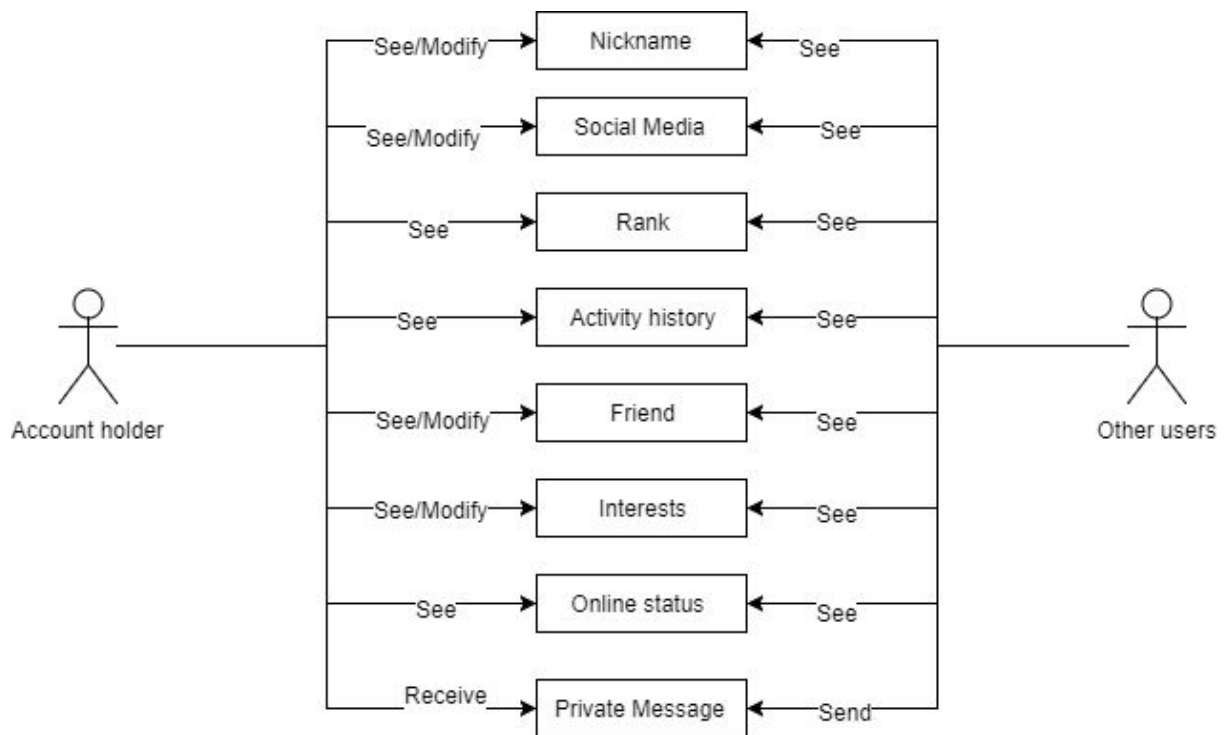 See/Modify
Nickname
See
See/Modify
Social Media
See
See
Rank
See
See
Activity history
See
Account holder
See/Modify
Friend
See
Other users
See/Modify
Interests
See
See
Online status
See
Receive
Private Message
Send